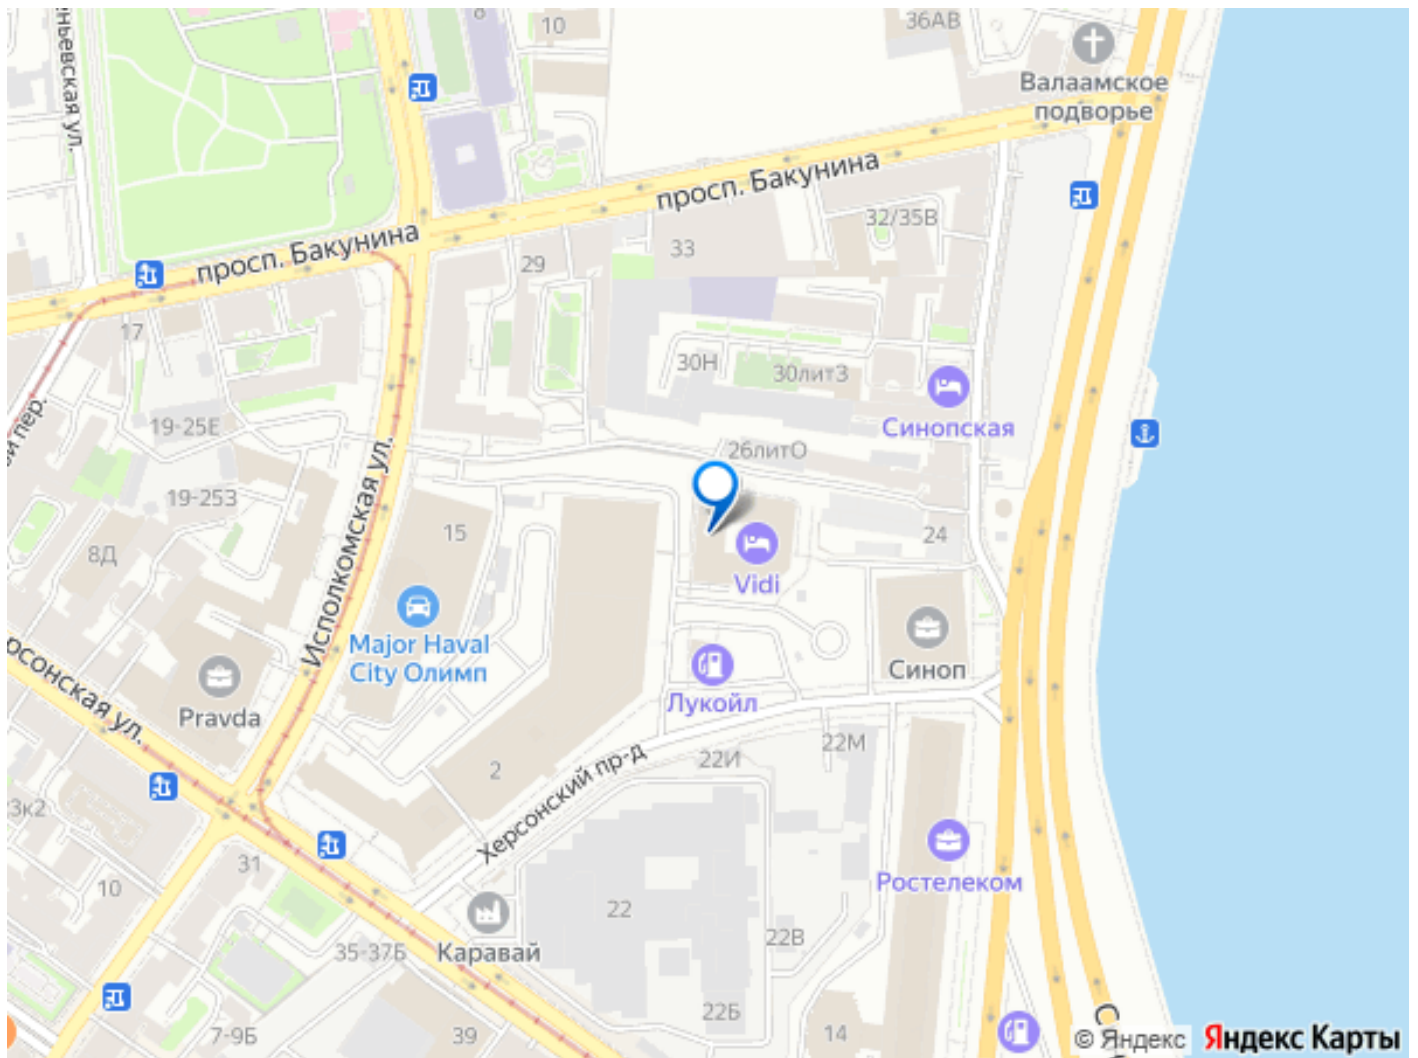 8
10
36АВ
Валаамское
подворье
просп. Бакунина
32/35В
33
просп. Бакунина
29
17
30Н
30литЗ
Синопская
19-25Е
26литО
19-25З
Исполкомская ул.
15
24
8Д
Vidi
Major Haval
City Олимп
Синоп
Pravda
Лукойл
22М
22И
2
Херсонский пр-д
3к2
31
10
Ростелеком
22
Каравай
35-37Б
22В
22Б
7-9Б
39
14
© Яндекс
Яндекс Карты